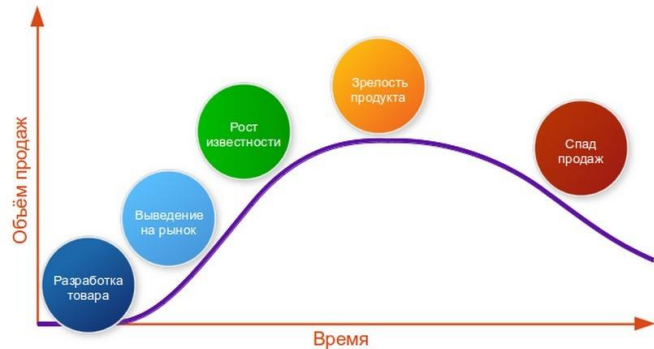 Объём продаж
Разработка
товара
Выведение
на рынок
Рост
известности
Зрелость
продукта
Спад
продаж
Время